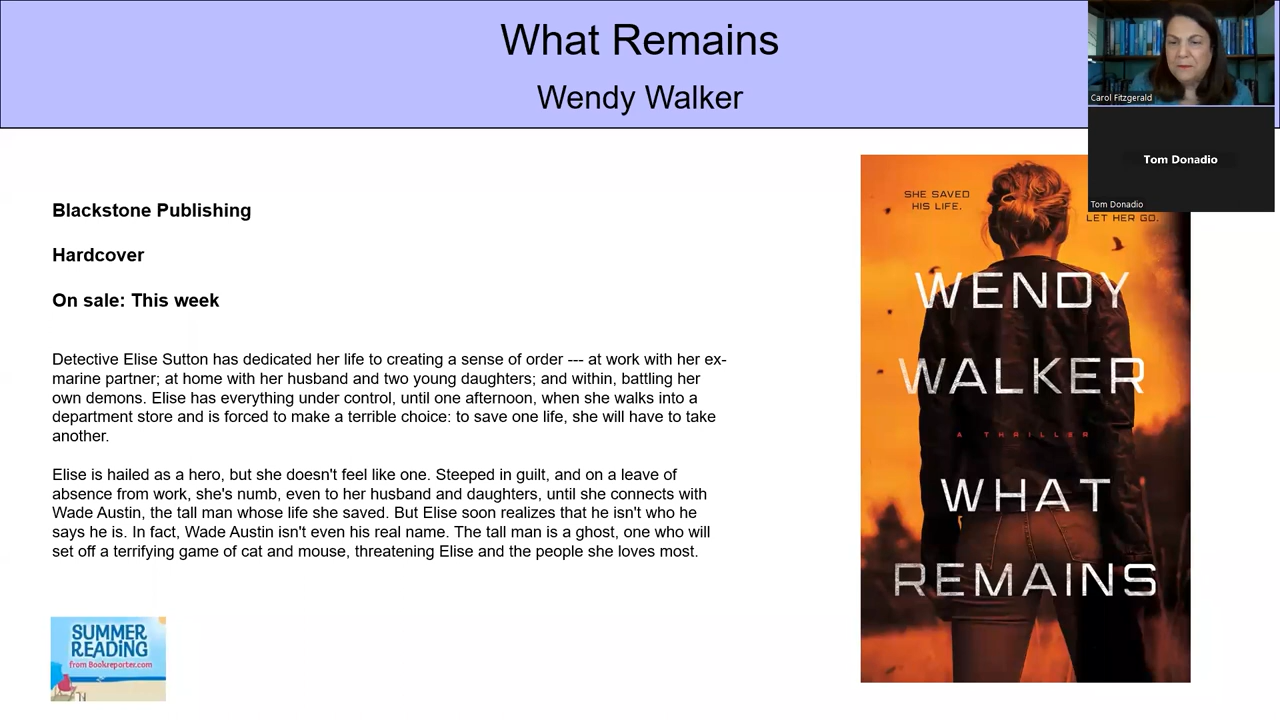 What Remains
Wendy Walker
Carol Fitzgerald
Tom Donadio
Tom Donadio
Blackstone Publishing
Hardcover
On sale: This week
Detective Elise Sutton has dedicated her life to creating a sense of order --- at work with her ex-
marine partner; at home with her husband and two young daughters; and within, battling her
own demons. Elise has everything under control, until one afternoon, when she walks into a
department store and is forced to make a terrible choice: to save one life, she will have to take
another.
Elise is hailed as a hero, but she doesn't feel like one. Steeped in guilt, and on a leave of
absence from work, she's numb, even to her husband and daughters, until she connects with
Wade Austin, the tall man whose life she saved. But Elise soon realizes that he isn't who he
says he is. In fact, Wade Austin isn't even his real name. The tall man is a ghost, one who will
set off a terrifying game of cat and mouse, threatening Elise and the people she loves most.
SHE SAVED
HIS LIFE.
LET HER GO.
WENDY
WALKER
A THRILLER
WHAT
REMAINS
SUMMER
READING
from Bookreporter.com